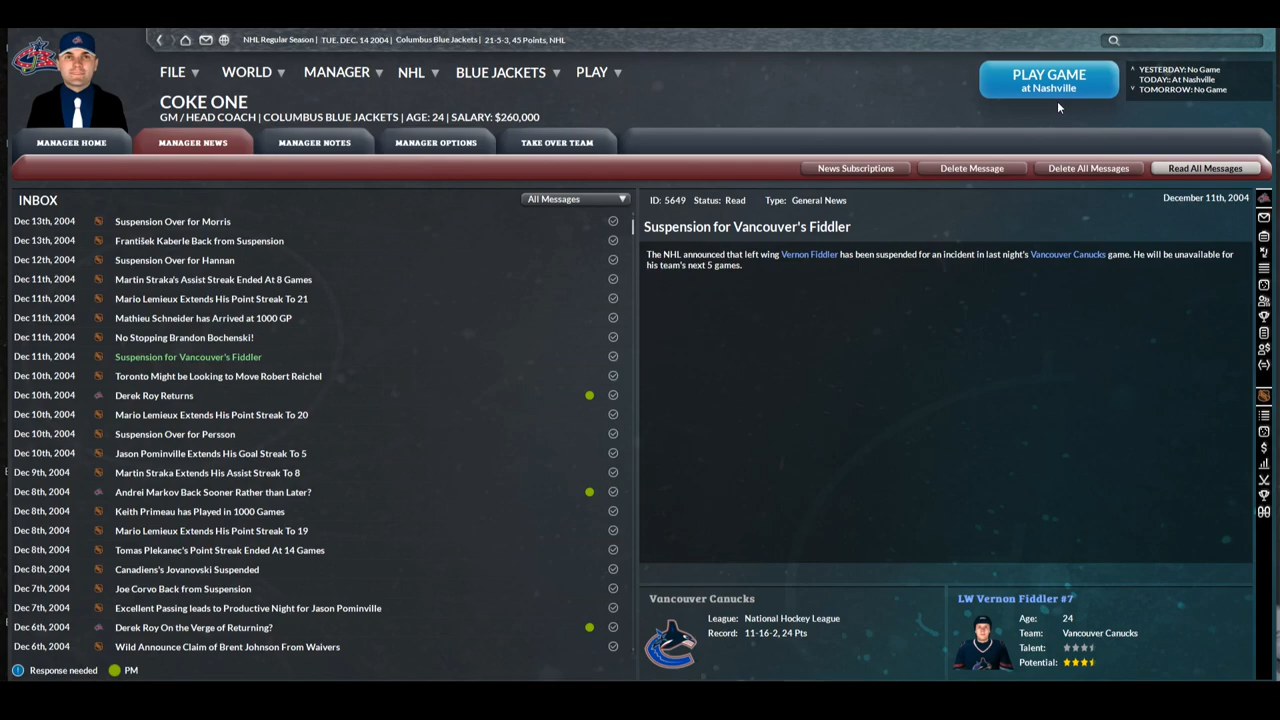 NHL Regular Season | TUE. DEC. 14 2004 | Columbus Blue Jackets | 21-5-3, 45 Points, NHL
FILE WORLD MANAGER NHL BLUE JACKETS PLAY
PLAY GAME
at Nashville
YESTERDAY: No Game
TODAY:: At Nashville
TOMORROW: No Game
COKE ONE
GM / HEAD COACH | COLUMBUS BLUE JACKETS | AGE: 24 | SALARY: $260,000
MANAGER HOME MANAGER NEWS MANAGER NOTES MANAGER OPTIONS TAKE OVER TEAM
News Subscriptions Delete Message Delete All Messages Read All Messages
INBOX All Messages
Dec 13th, 2004 Suspension Over for Morris
Dec 13th, 2004 František Kaberle Back from Suspension
Dec 12th, 2004 Suspension Over for Hannan
Dec 11th, 2004 Martin Straka's Assist Streak Ended At 8 Games
Dec 11th, 2004 Mario Lemieux Extends His Point Streak To 21
Dec 11th, 2004 Mathieu Schneider has Arrived at 1000 GP
Dec 11th, 2004 No Stopping Brandon Bochenski!
Dec 11th, 2004 Suspension for Vancouver's Fiddler
Dec 11th, 2004 Toronto Might be Looking to Move Robert Reichel
Dec 10th, 2004 Derek Roy Returns
Dec 10th, 2004 Mario Lemieux Extends His Point Streak To 20
Dec 10th, 2004 Suspension Over for Persson
Dec 10th, 2004 Jason Pominville Extends His Goal Streak To 5
Dec 9th, 2004 Martin Straka Extends His Assist Streak To 8
Dec 8th, 2004 Andrei Markov Back Sooner Rather than Later?
Dec 8th, 2004 Keith Primeau has Played in 1000 Games
Dec 8th, 2004 Mario Lemieux Extends His Point Streak To 19
Dec 8th, 2004 Tomas Plekanec's Point Streak Ended At 14 Games
Dec 8th, 2004 Canadiens's Jovanovski Suspended
Dec 7th, 2004 Joe Corvo Back from Suspension
Dec 7th, 2004 Excellent Passing leads to Productive Night for Jason Pominville
Dec 6th, 2004 Derek Roy On the Verge of Returning?
Dec 6th, 2004 Wild Announce Claim of Brent Johnson From Waivers
Response needed PM
ID: 5649 Status: Read Type: General News December 11th, 2004
Suspension for Vancouver's Fiddler
The NHL announced that left wing Vernon Fiddler has been suspended for an incident in last night's Vancouver Canucks game. He will be unavailable for
his team's next 5 games.
Vancouver Canucks
League: National Hockey League
Record: 11-16-2, 24 Pts
LW Vernon Fiddler #7
Age: 24
Team: Vancouver Canucks
Talent:
Potential: